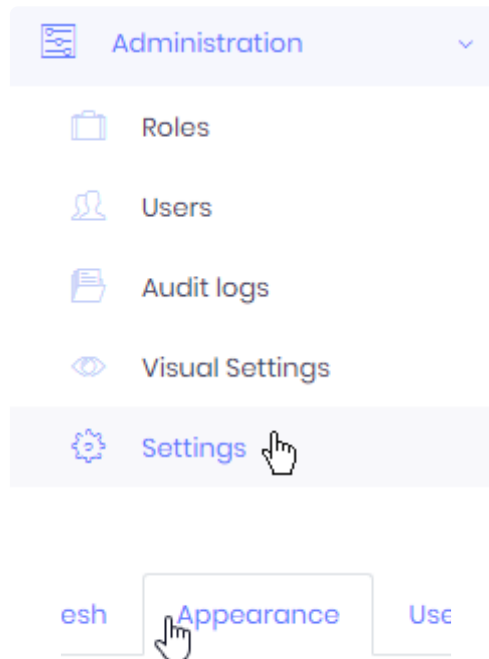 Administration
Roles
Users
Audit logs
Visual Settings
Settings
esh Appearance Use